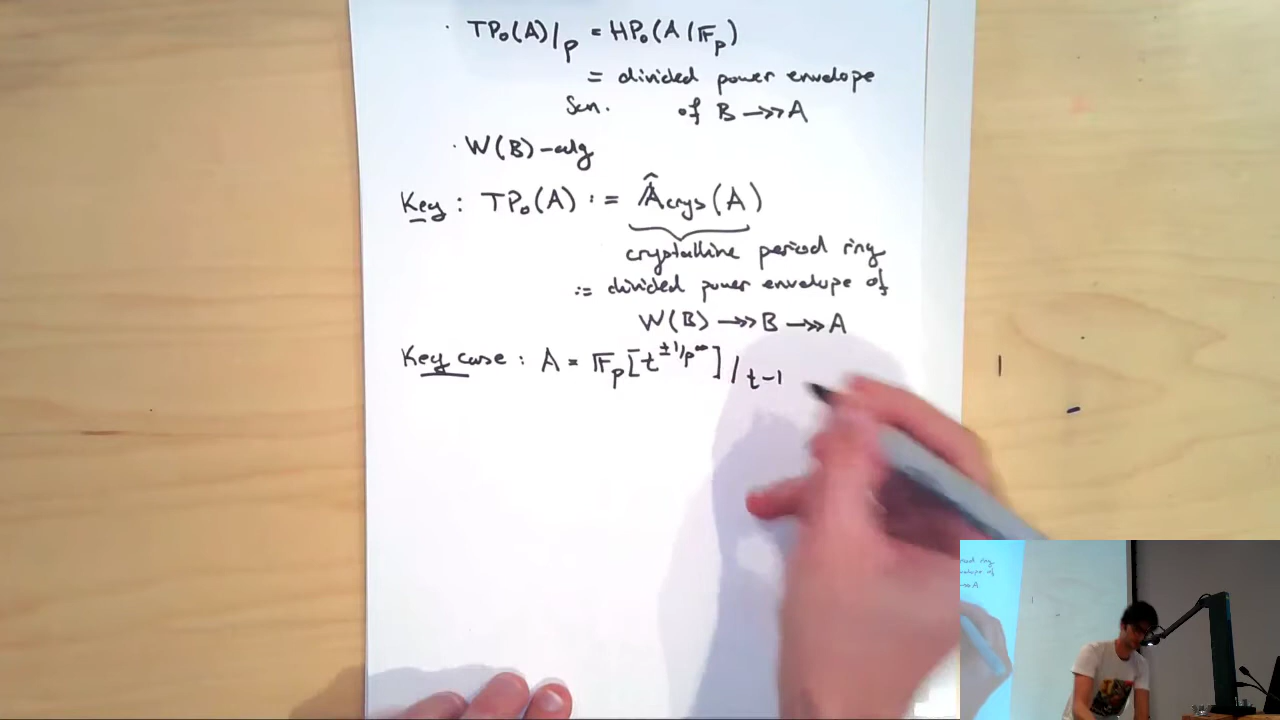 · TP₀(A)/p = HP₀(A/𝔽p)
= divided power envelope
Scn. of B ↠ A
· W(B)-alg
Key : TP₀(A) := Âcrys(A)
crystalline period ring
:= divided power envelope of
W(B) ↠ B ↠ A
Key case : A = 𝔽p[t^±1/p^∞]/t-1